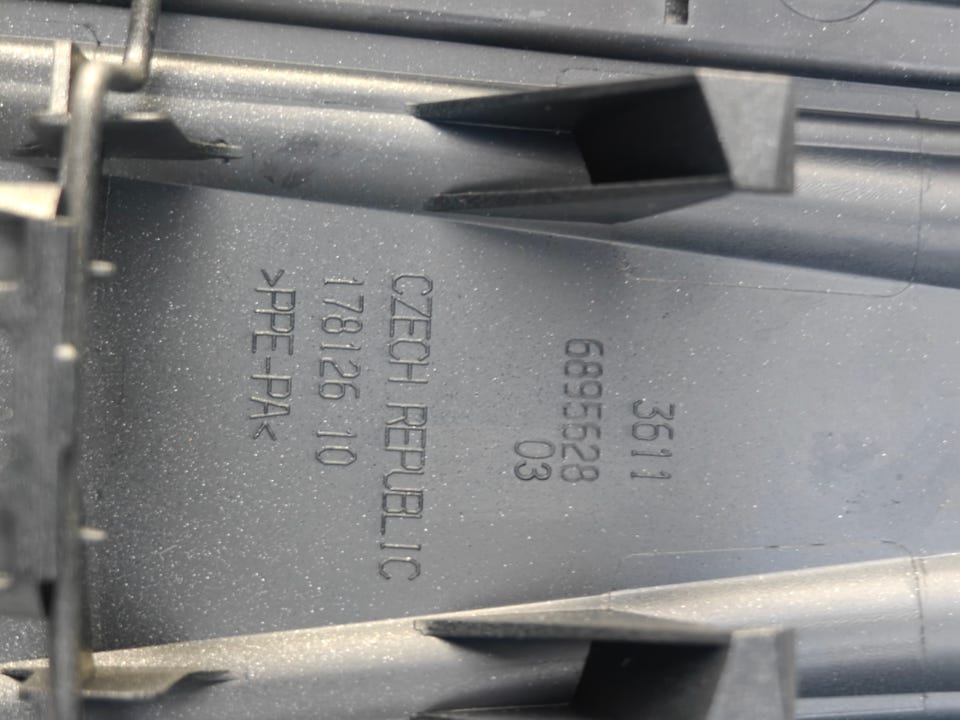 3611
6895528
03
CZECH REPUBLIC
178126 10
>PPE-PA<